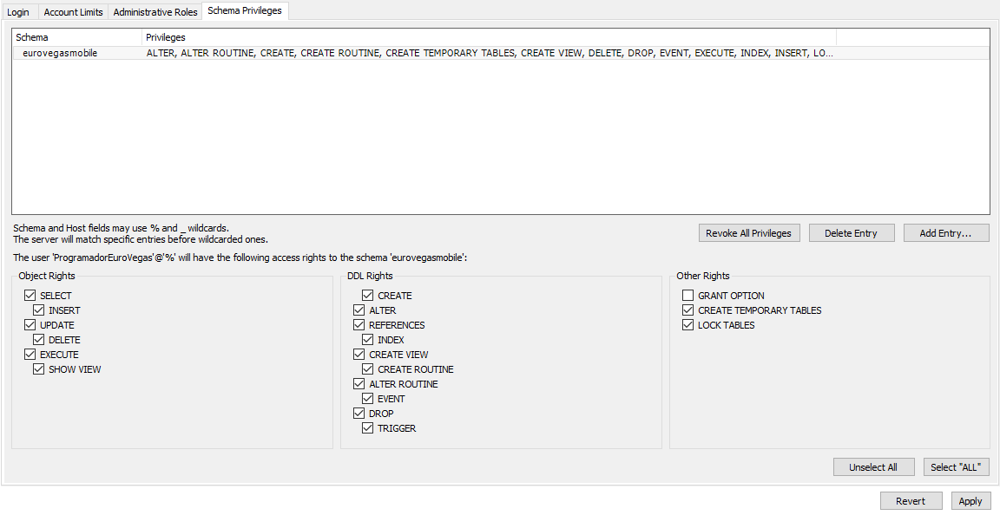 Login Account Limits Administrative Roles Schema Privileges
Schema Privileges
eurovegasmobile ALTER, ALTER ROUTINE, CREATE, CREATE ROUTINE, CREATE TEMPORARY TABLES, CREATE VIEW, DELETE, DROP, EVENT, EXECUTE, INDEX, INSERT, LO...
Schema and Host fields may use % and _ wildcards.
The server will match specific entries before wildcarded ones.
Revoke All Privileges Delete Entry Add Entry...
The user 'ProgramadorEuroVegas'@'%' will have the following access rights to the schema 'eurovegasmobile':
Object Rights
SELECT
INSERT
UPDATE
DELETE
EXECUTE
SHOW VIEW
DDL Rights
CREATE
ALTER
REFERENCES
INDEX
CREATE VIEW
CREATE ROUTINE
ALTER ROUTINE
EVENT
DROP
TRIGGER
Other Rights
GRANT OPTION
CREATE TEMPORARY TABLES
LOCK TABLES
Unselect All Select "ALL"
Revert Apply